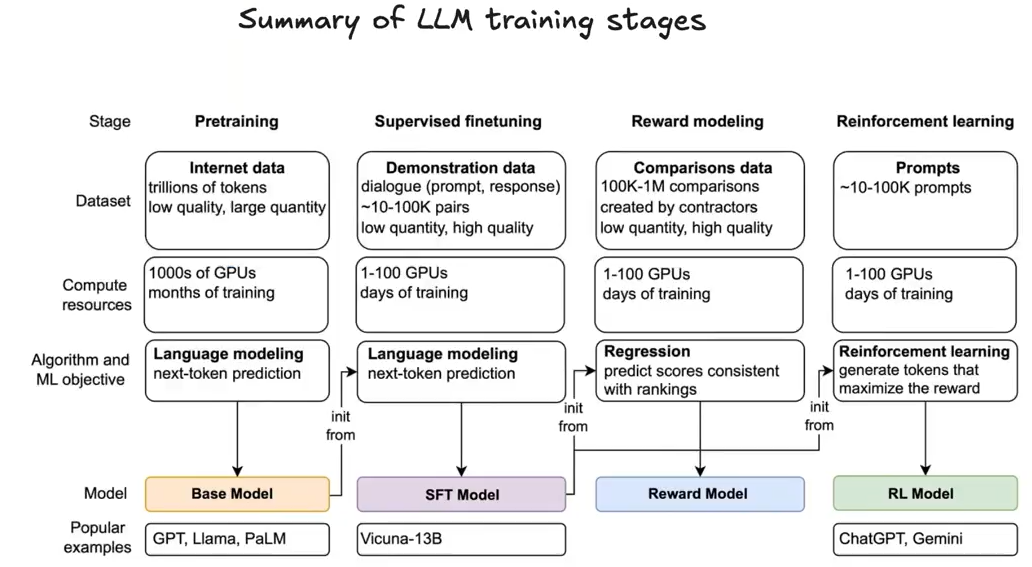 Summary of LLM training stages
Stage
Pretraining
Supervised finetuning
Reward modeling
Reinforcement learning
Dataset
Internet data
trillions of tokens
low quality, large quantity
Demonstration data
dialogue (prompt, response)
~10-100K pairs
low quantity, high quality
Comparisons data
100K-1M comparisons
created by contractors
low quantity, high quality
Prompts
~10-100K prompts
Compute
resources
1000s of GPUs
months of training
1-100 GPUs
days of training
1-100 GPUs
days of training
1-100 GPUs
days of training
Algorithm and
ML objective
Language modeling
next-token prediction
Language modeling
next-token prediction
Regression
predict scores consistent
with rankings
Reinforcement learning
generate tokens that
maximize the reward
init
from
init
from
init
from
Model
Base Model
SFT Model
Reward Model
RL Model
Popular
examples
GPT, Llama, PaLM
Vicuna-13B
ChatGPT, Gemini